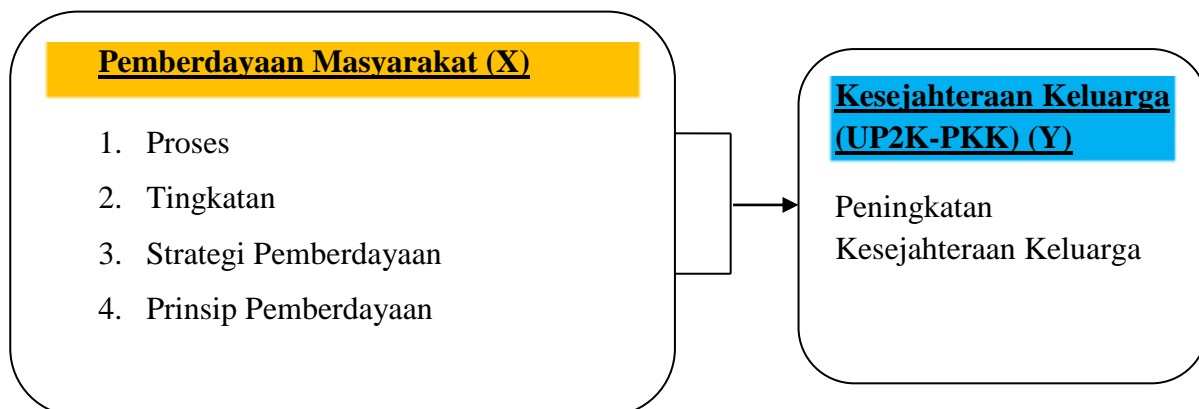 Pemberdayaan Masyarakat (X)
1. Proses
2. Tingkatan
3. Strategi Pemberdayaan
4. Prinsip Pemberdayaan
Kesejahteraan Keluarga
(UP2K-PKK) (Y)
Peningkatan
Kesejahteraan Keluarga